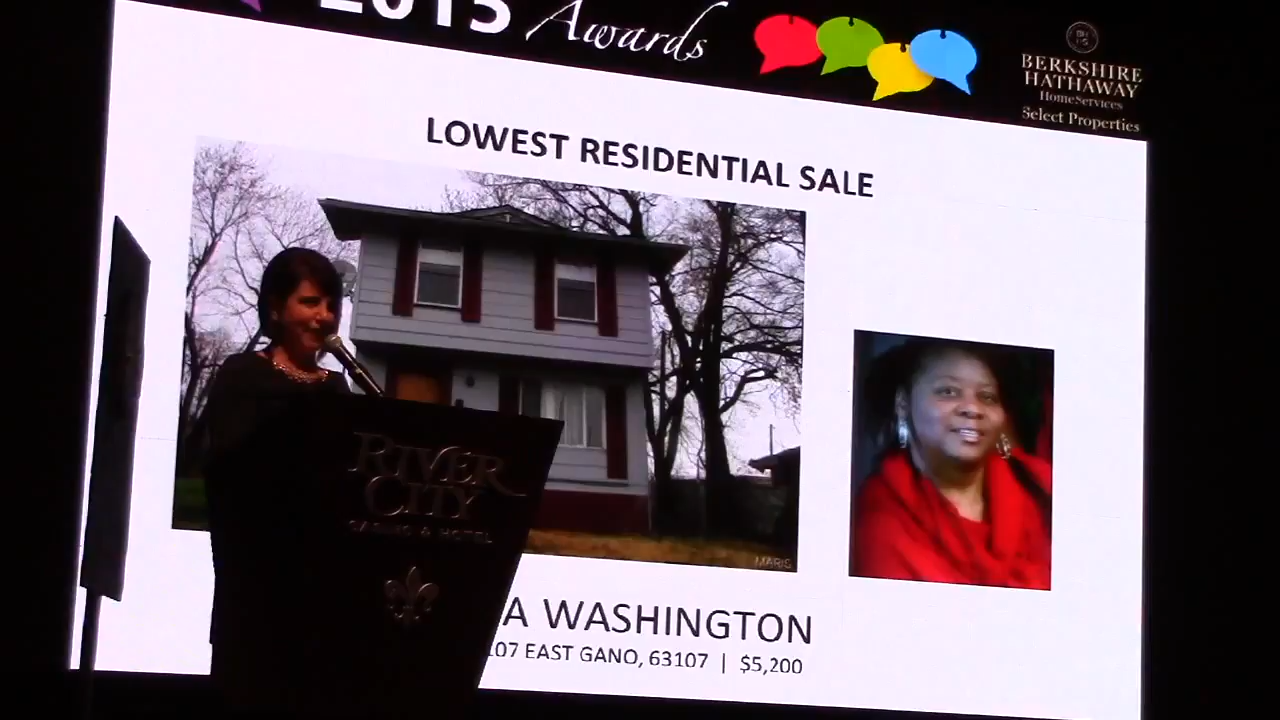 2015 Awards
BERKSHIRE
HATHAWAY
HomeServices
Select Properties
LOWEST RESIDENTIAL SALE
RIVER
CITY
CASINO & HOTEL
MARIS
A WASHINGTON
107 EAST GANO, 63107 | $5,200